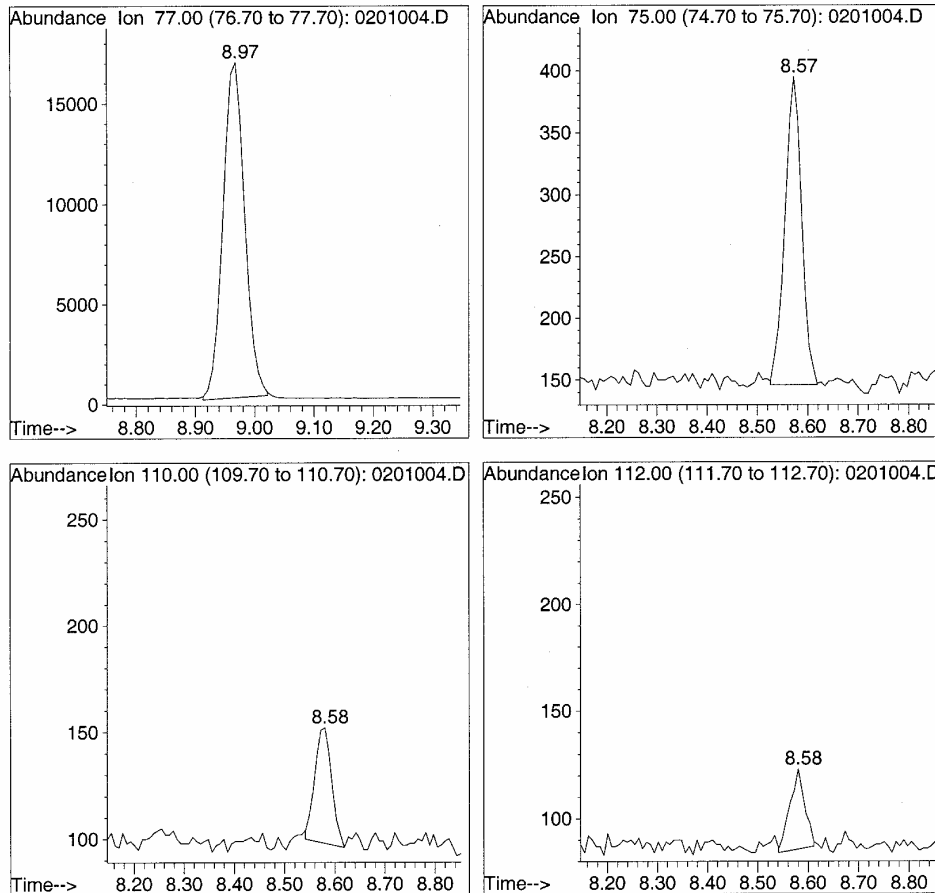 Abundance Ion 77.00 (76.70 to 77.70): 0201004.D
8.97
15000
10000
5000
0
Time--> 8.80 8.90 9.00 9.10 9.20 9.30
Abundance Ion 75.00 (74.70 to 75.70): 0201004.D
8.57
400
350
300
250
200
150
Time--> 8.20 8.30 8.40 8.50 8.60 8.70 8.80
Abundance Ion 110.00 (109.70 to 110.70): 0201004.D
250
200
150
8.58
100
Time--> 8.20 8.30 8.40 8.50 8.60 8.70 8.80
Abundance Ion 112.00 (111.70 to 112.70): 0201004.D
250
200
150
8.58
100
Time--> 8.20 8.30 8.40 8.50 8.60 8.70 8.80